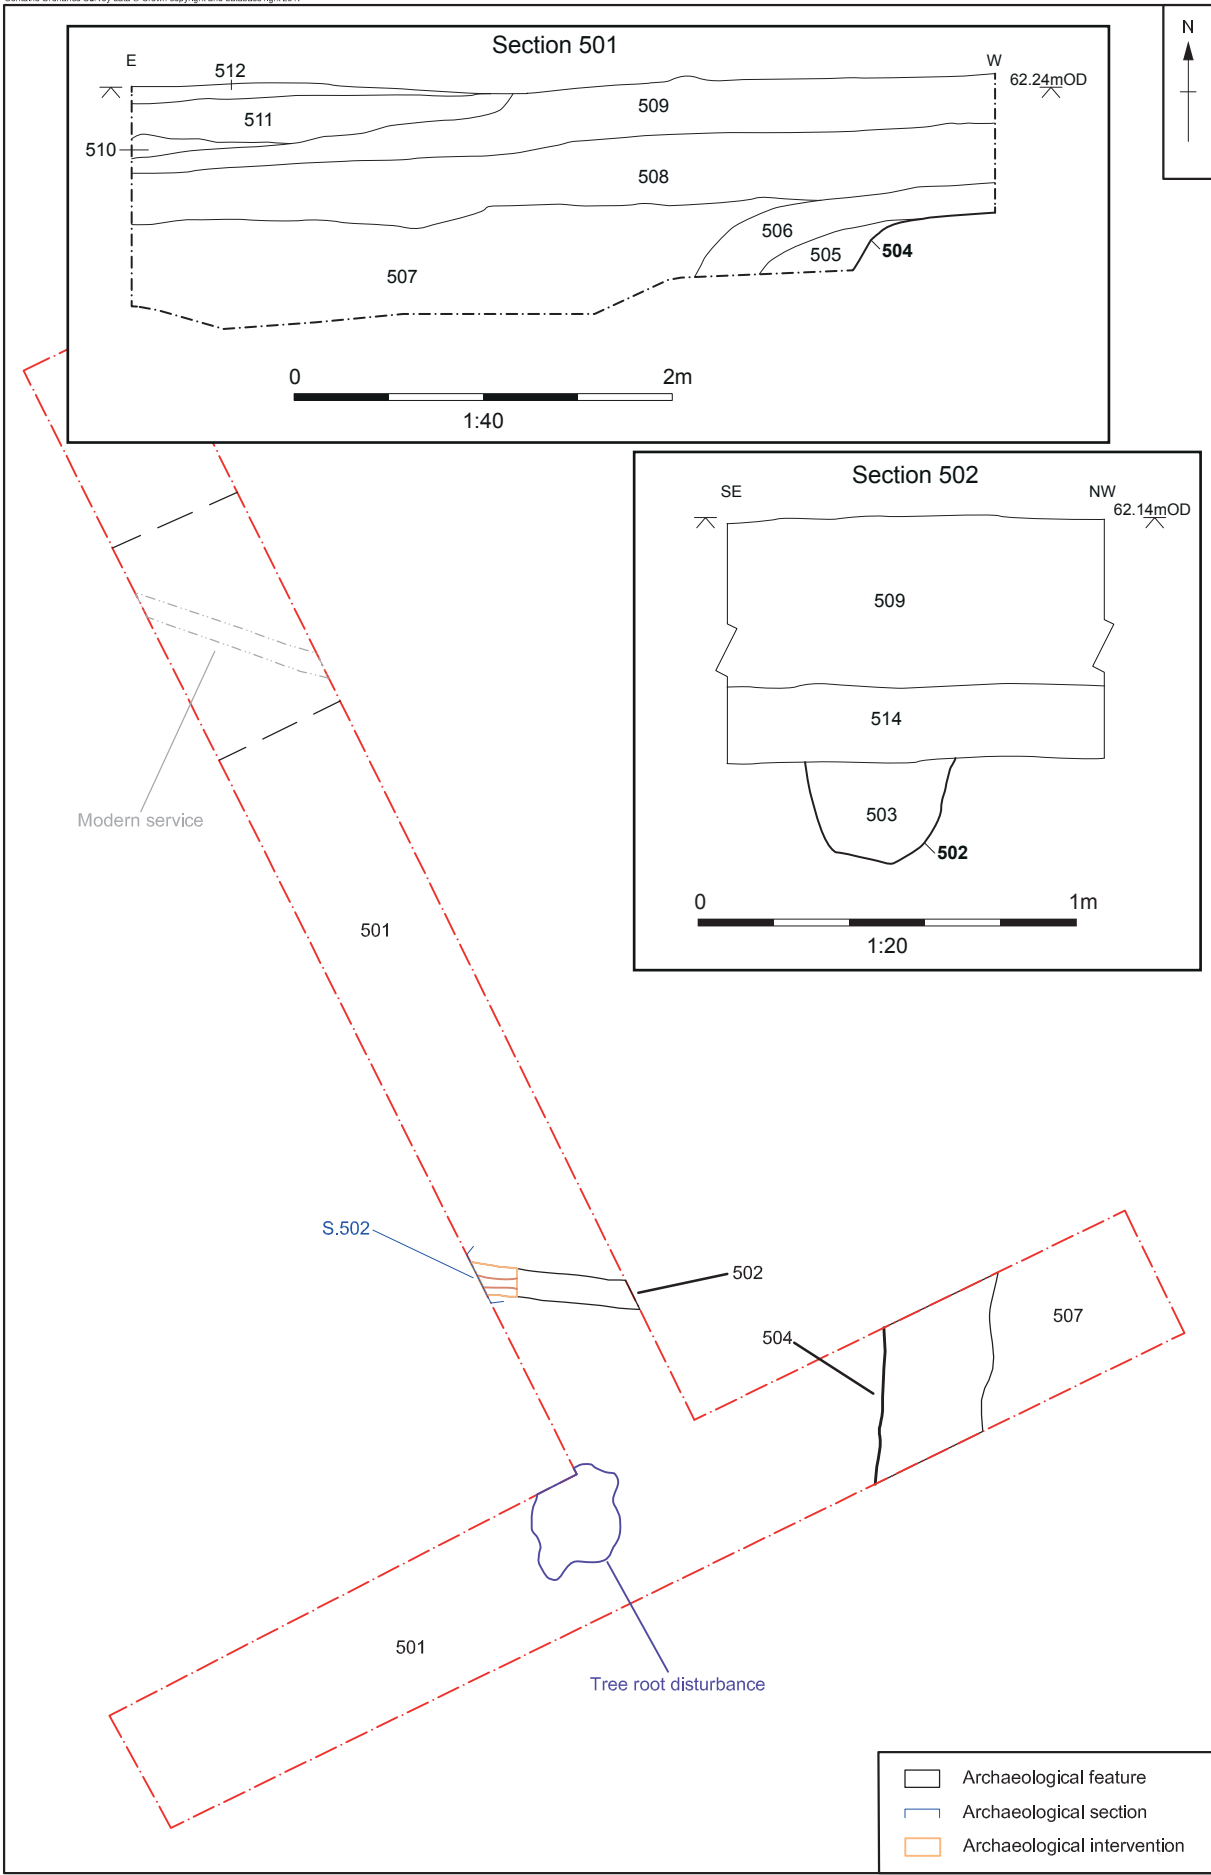 Section 501
E
W
512
62.24mOD
509
511
510
508
506
505
504
507
0
2m
1:40
N
Section 502
SE
NW
62.14mOD
509
514
503
502
0
1m
1:20
Modern service
501
S.502
502
504
507
501
Tree root disturbance
Archaeological feature
Archaeological section
Archaeological intervention